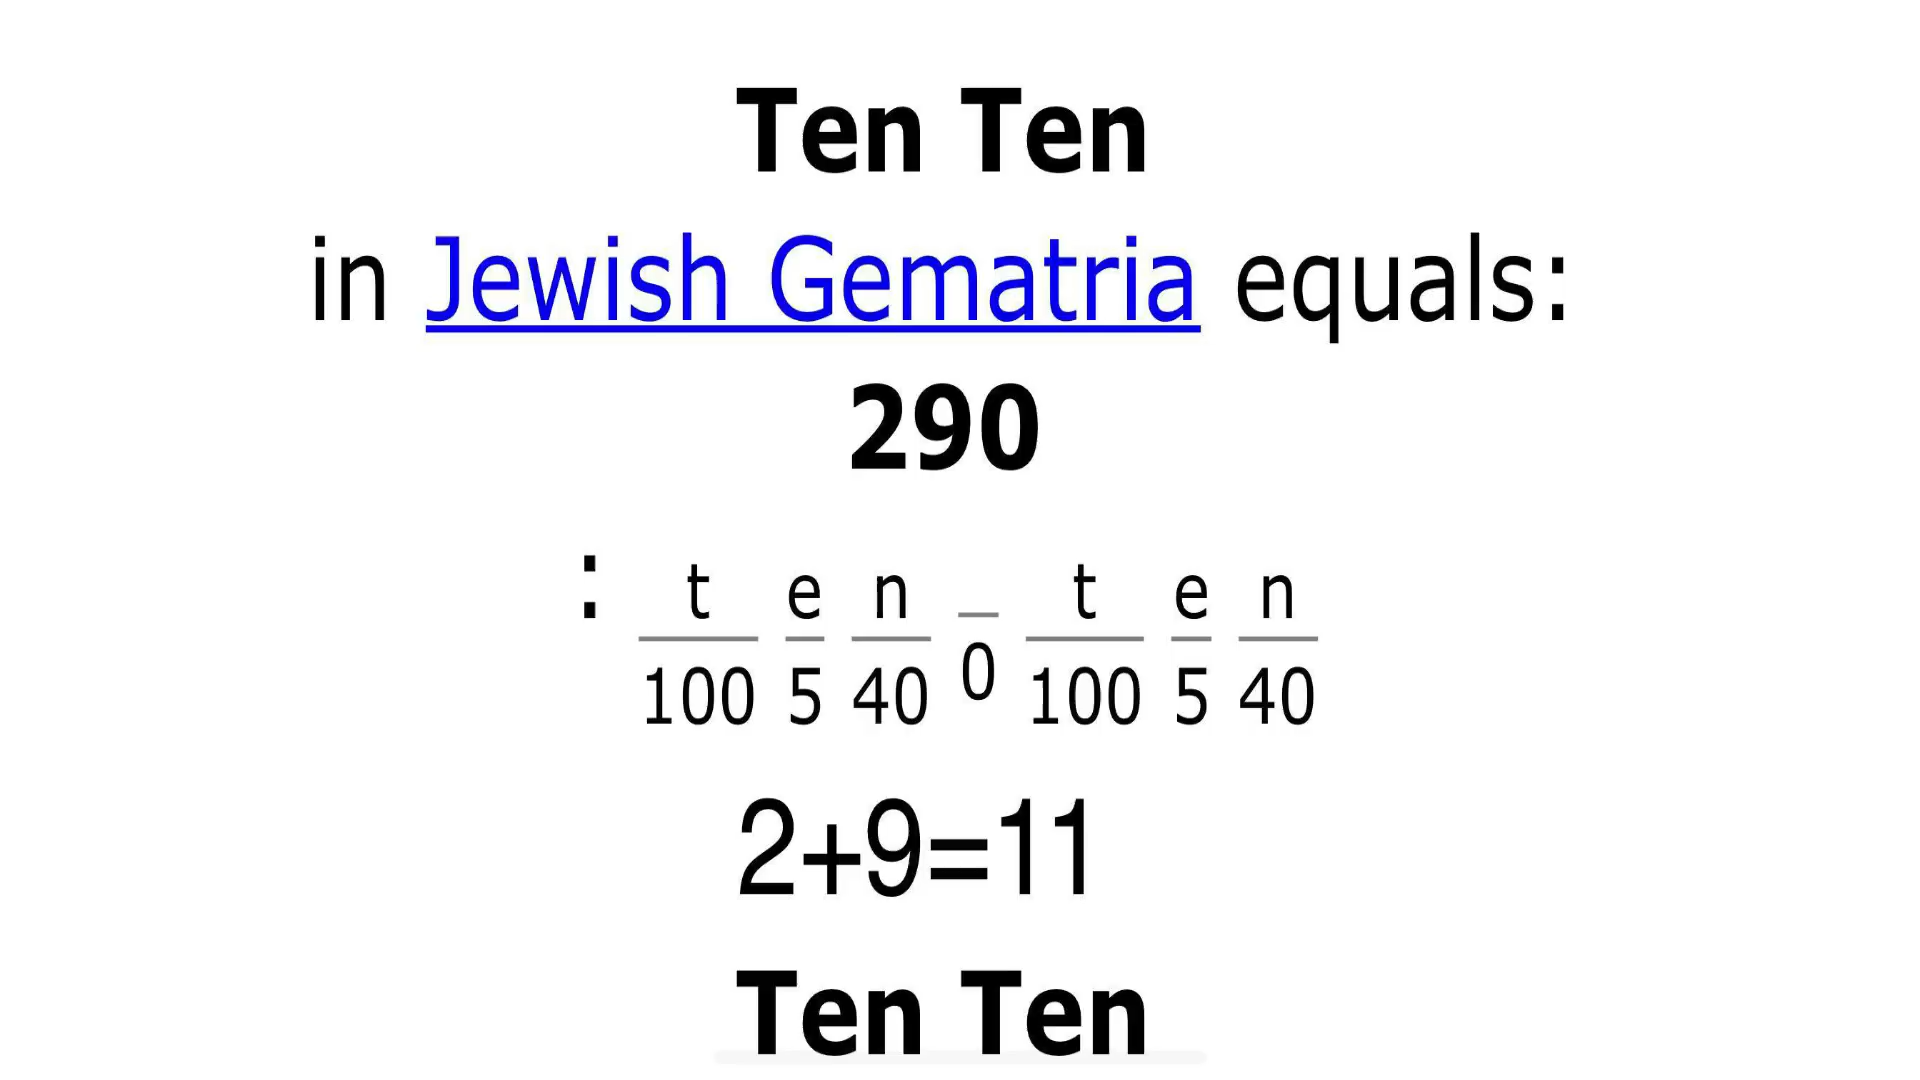 Ten Ten
in Jewish Gematria equals:
290
: t e n _ t e n
100 5 40 0 100 5 40
2+9=11
Ten Ten